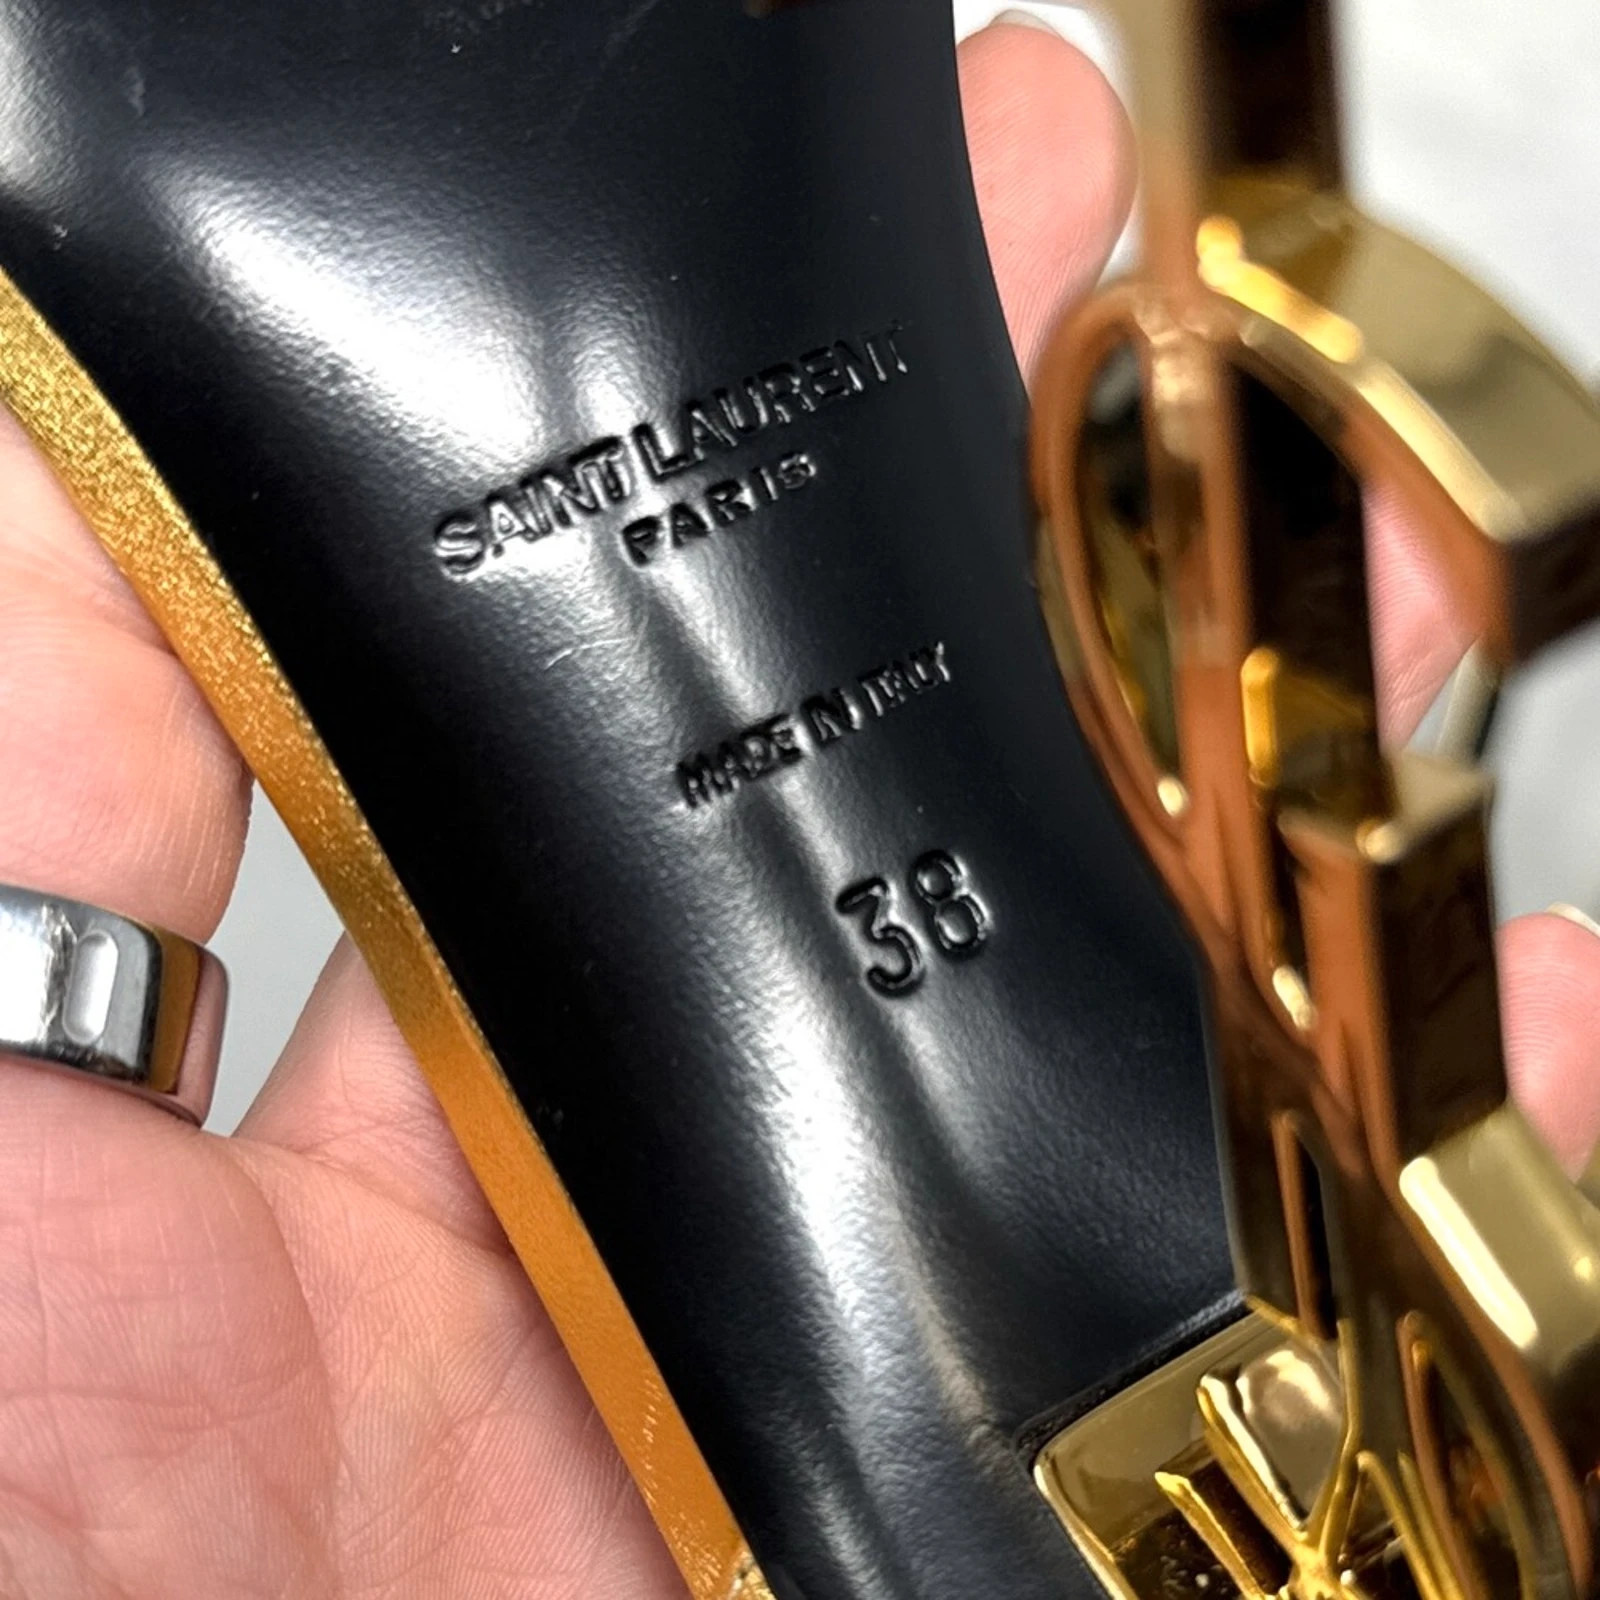 SAINT LAURENT
PARIS
MADE IN ITALY
38